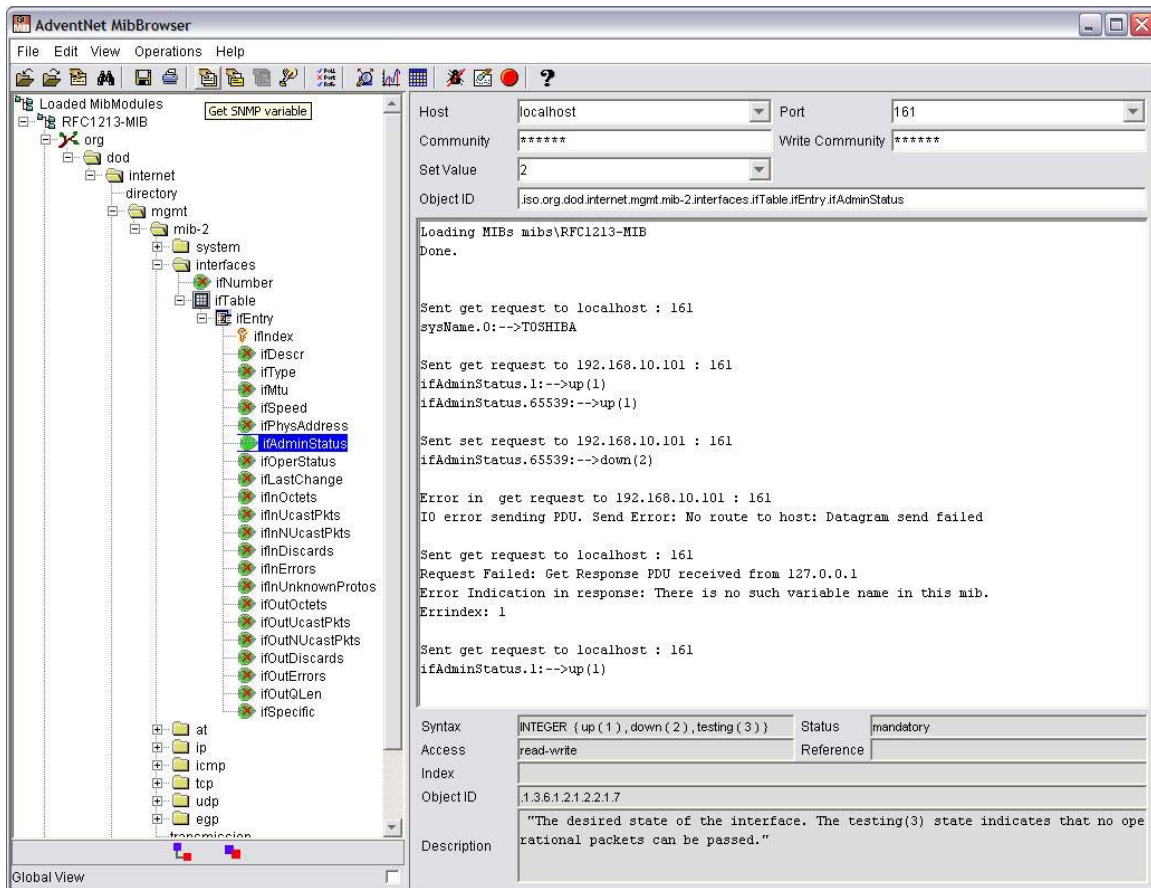 AdventNet MibBrowser
File Edit View Operations Help
Get SNMP variable
Loaded MibModules
RFC1213-MIB
org
dod
internet
directory
mgmt
mib-2
system
interfaces
ifNumber
ifTable
ifEntry
ifIndex
ifDescr
ifType
ifMtu
ifSpeed
ifPhysAddress
ifAdminStatus
ifOperStatus
ifLastChange
ifInOctets
ifInUcastPkts
ifInNUcastPkts
ifInDiscards
ifInErrors
ifInUnknownProtos
ifOutOctets
ifOutUcastPkts
ifOutNUcastPkts
ifOutDiscards
ifOutErrors
ifOutQLen
ifSpecific
at
ip
icmp
tcp
udp
egp
transmission
Global View
Host localhost Port 161
Community ****** Write Community ******
Set Value 2
Object ID .iso.org.dod.internet.mgmt.mib-2.interfaces.ifTable.ifEntry.ifAdminStatus
Loading MIBs mibs\RFC1213-MIB
Done.
Sent get request to localhost : 161
sysName.0:-->TOSHIBA
Sent get request to 192.168.10.101 : 161
ifAdminStatus.1:-->up(1)
ifAdminStatus.65539:-->up(1)
Sent set request to 192.168.10.101 : 161
ifAdminStatus.65539:-->down(2)
Error in get request to 192.168.10.101 : 161
IO error sending PDU. Send Error: No route to host: Datagram send failed
Sent get request to localhost : 161
Request Failed: Get Response PDU received from 127.0.0.1
Error Indication in response: There is no such variable name in this mib.
Errindex: 1
Sent get request to localhost : 161
ifAdminStatus.1:-->up(1)
Syntax INTEGER { up ( 1 ) , down ( 2 ) , testing ( 3 ) } Status mandatory
Access read-write Reference
Index
Object ID .1.3.6.1.2.1.2.2.1.7
Description "The desired state of the interface. The testing(3) state indicates that no ope
rational packets can be passed."